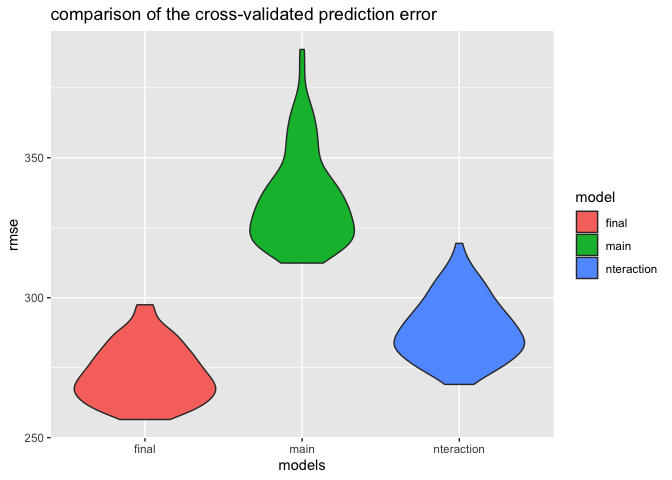 comparison of the cross-validated prediction error
rmse
350
300
250
final
main
nteraction
models
model
final
main
nteraction